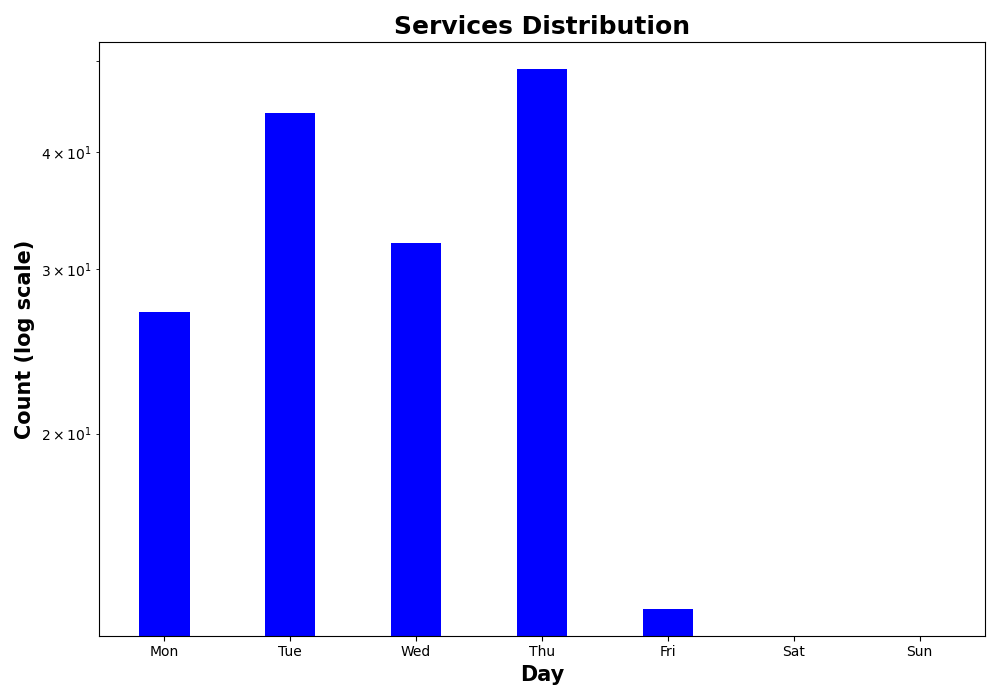 Services Distribution
Count (log scale)
4 × 10¹
3 × 10¹
2 × 10¹
Mon Tue Wed Thu Fri Sat Sun
Day